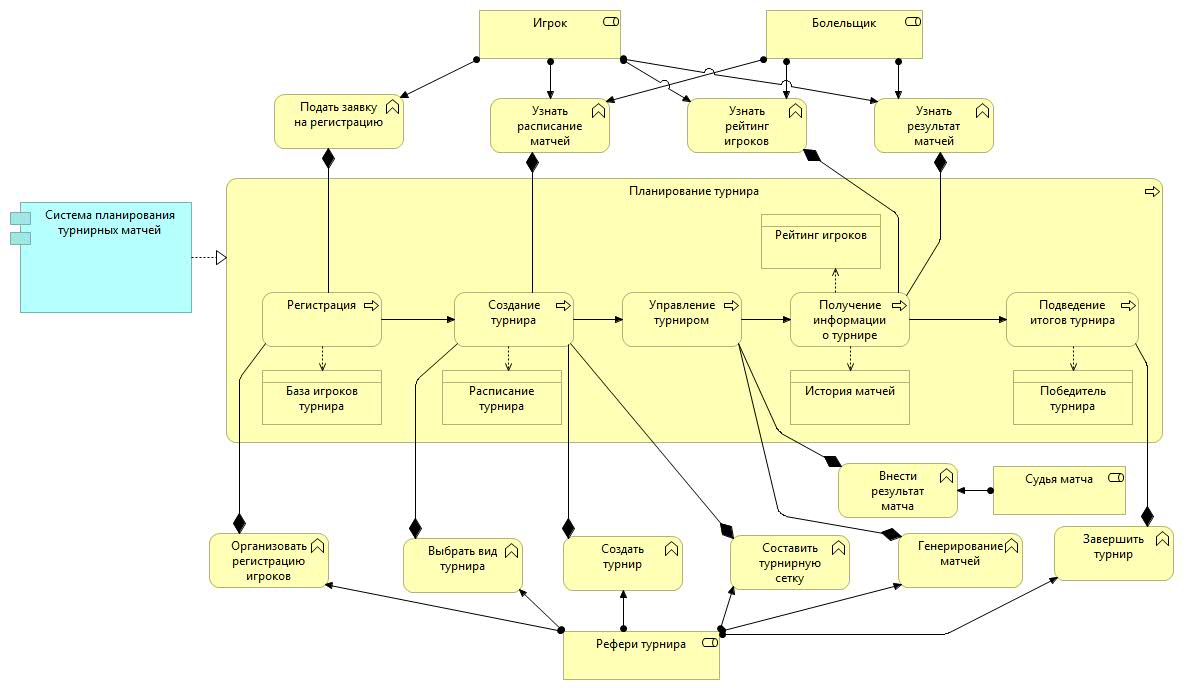 Игрок
Болельщик
Подать заявку
на регистрацию
Узнать
расписание
матчей
Узнать
рейтинг
игроков
Узнать
результат
матчей
Планирование турнира
Система планирования
турнирных матчей
Рейтинг игроков
Регистрация
Создание
турнира
Управление
турниром
Получение
информации
о турнире
Подведение
итогов турнира
База игроков
турнира
Расписание
турнира
История матчей
Победитель
турнира
Внести
результат
матча
Судья матча
Организовать
регистрацию
игроков
Выбрать вид
турнира
Создать
турнир
Составить
турнирную
сетку
Генерирование
матчей
Завершить
турнир
Рефери турнира